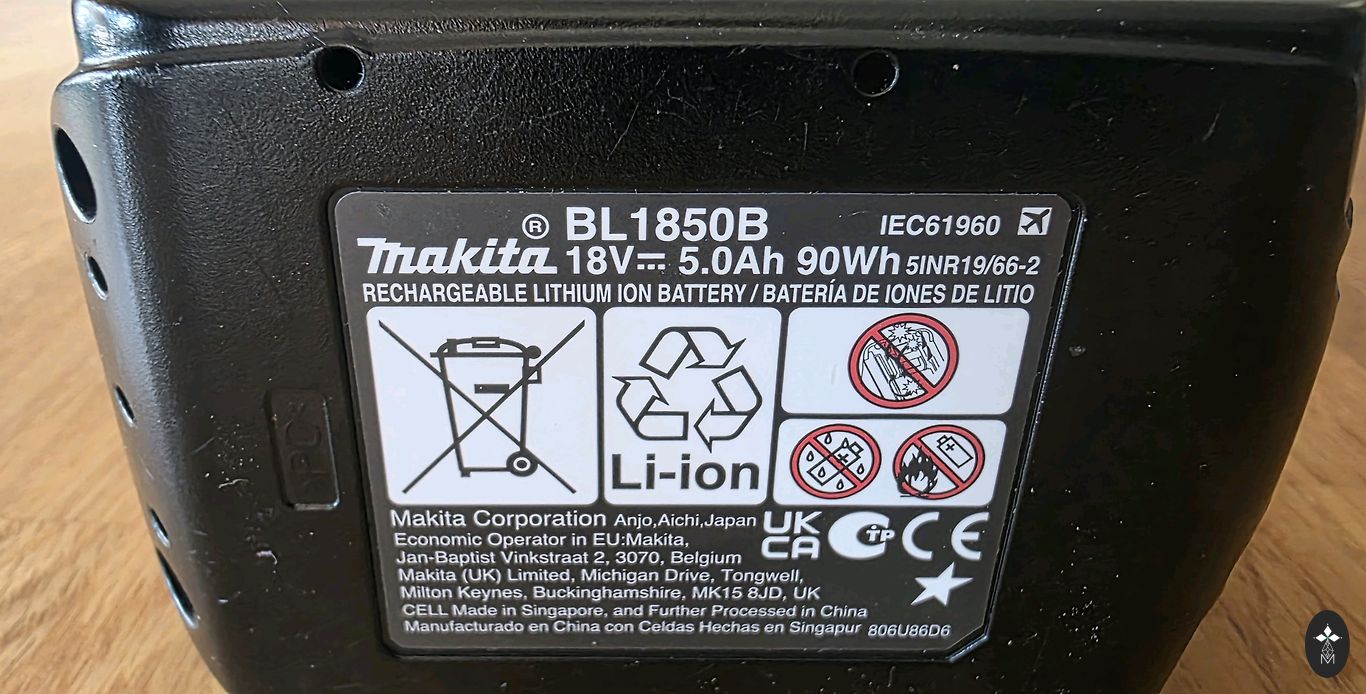 ® BL1850B IEC61960
makita 18V 5.0Ah 90Wh 5INR19/66-2
RECHARGEABLE LITHIUM ION BATTERY / BATERÍA DE IONES DE LITIO
Li-ion
Makita Corporation Anjo,Aichi,Japan
Economic Operator in EU:Makita,
Jan-Baptist Vinkstraat 2, 3070, Belgium
Makita (UK) Limited, Michigan Drive, Tongwell,
Milton Keynes, Buckinghamshire, MK15 8JD, UK
CELL Made in Singapore, and Further Processed in China
Manufacturado en China con Celdas Hechas en Singapur 806U86D6
UK
CA
TP
CE
>PC<
M